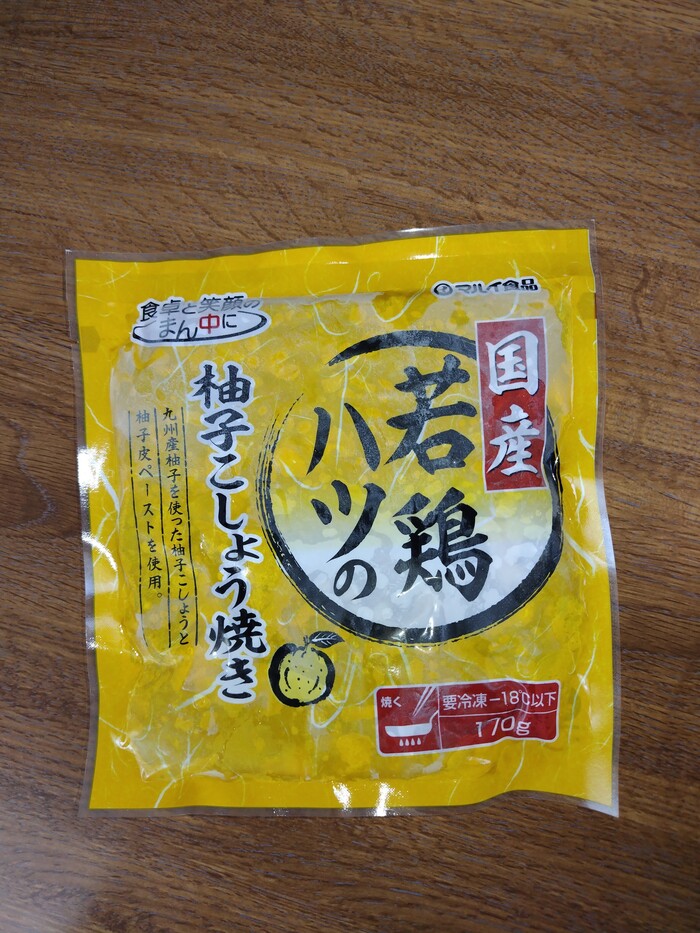 マルイ食品
食卓と笑顔の
まん中に
国産
若鶏
ハツの
柚子こしょう焼き
九州産柚子を使った柚子こしょうと
柚子皮ペーストを使用。
焼く
要冷凍-18℃以下
170g